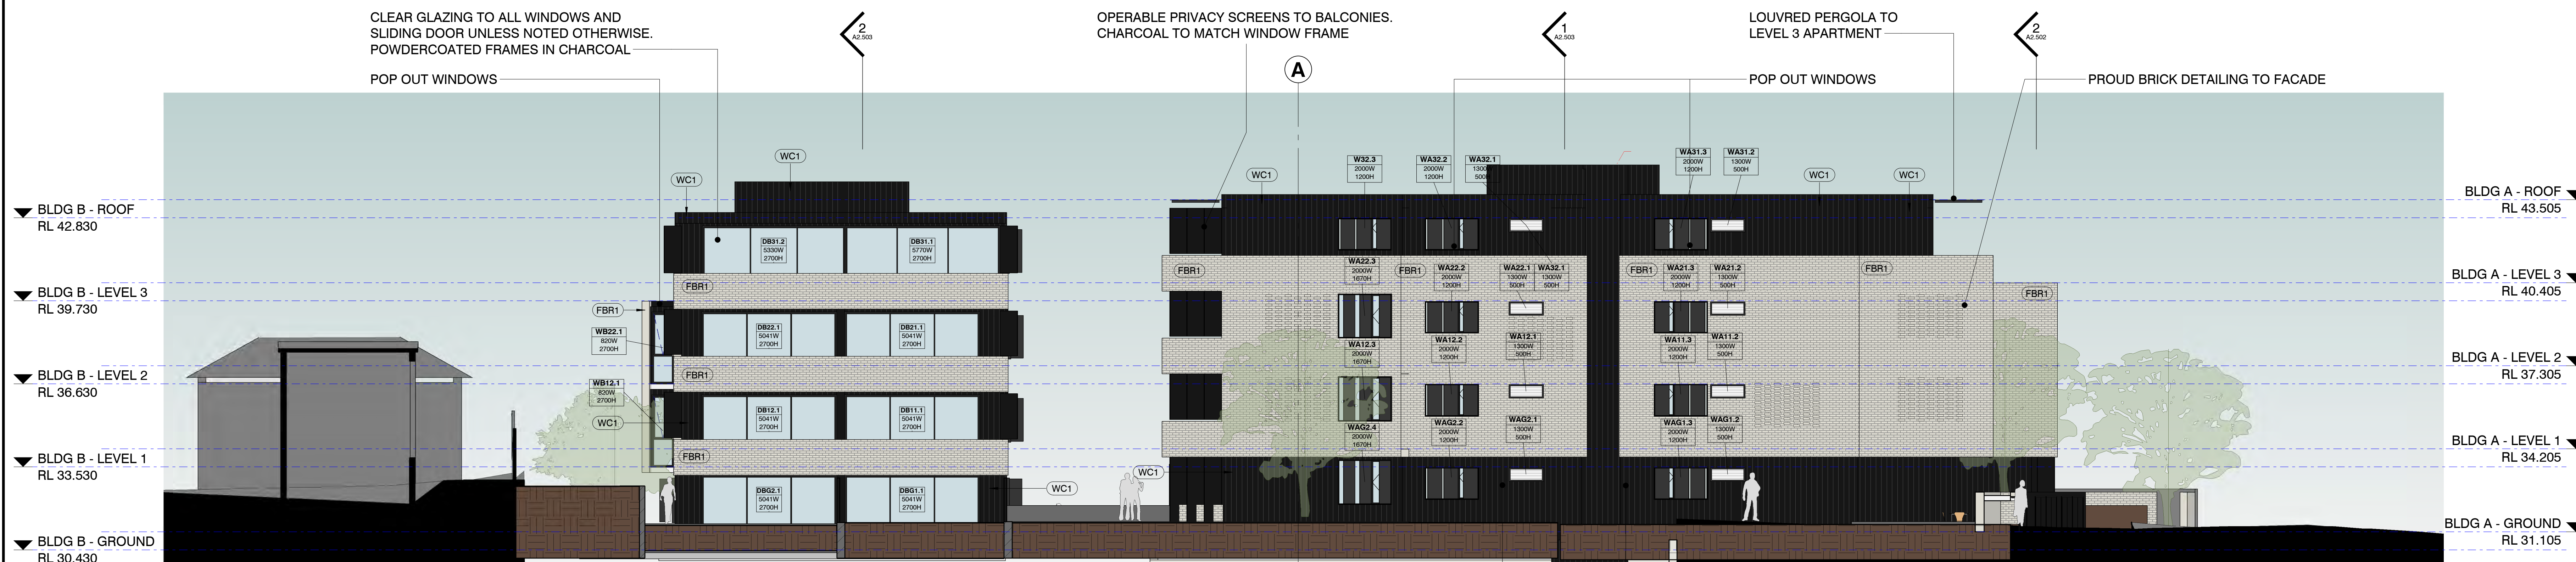 CLEAR GLAZING TO ALL WINDOWS AND
SLIDING DOOR UNLESS NOTED OTHERWISE.
POWDERCOATED FRAMES IN CHARCOAL
POP OUT WINDOWS
2
A2.503
OPERABLE PRIVACY SCREENS TO BALCONIES.
CHARCOAL TO MATCH WINDOW FRAME
A
1
A2.503
LOUVRED PERGOLA TO
LEVEL 3 APARTMENT
POP OUT WINDOWS
2
A2.502
PROUD BRICK DETAILING TO FACADE
BLDG B - ROOF
RL 42.830
BLDG B - LEVEL 3
RL 39.730
BLDG B - LEVEL 2
RL 36.630
BLDG B - LEVEL 1
RL 33.530
BLDG B - GROUND
RL 30.430
WC1
WC1
DB31.2
5330W
2700H
DB31.1
5770W
2700H
FBR1
FBR1
WB22.1
820W
2700H
DB22.1
5041W
2700H
DB21.1
5041W
2700H
FBR1
WB12.1
820W
2700H
WC1
DB12.1
5041W
2700H
DB11.1
5041W
2700H
FBR1
DBG2.1
5041W
2700H
DBG1.1
5041W
2700H
WC1
WC1
WC1
W32.3
2000W
1200H
WA32.2
2000W
1200H
WA32.1
1300W
500H
WA31.3
2000W
1200H
WA31.2
1300W
500H
WC1
WC1
FBR1
WA22.3
2000W
1670H
FBR1
WA22.2
2000W
1200H
WA22.1
1300W
500H
WA32.1
1300W
500H
FBR1
WA21.3
2000W
1200H
WA21.2
1300W
500H
FBR1
FBR1
WA12.3
2000W
1670H
WA12.2
2000W
1200H
WA12.1
1300W
500H
WA11.3
2000W
1200H
WA11.2
1300W
500H
WAG2.4
2000W
1670H
WAG2.2
2000W
1200H
WAG2.1
1300W
500H
WAG1.3
2000W
1200H
WAG1.2
1300W
500H
BLDG A - ROOF
RL 43.505
BLDG A - LEVEL 3
RL 40.405
BLDG A - LEVEL 2
RL 37.305
BLDG A - LEVEL 1
RL 34.205
BLDG A - GROUND
RL 31.105